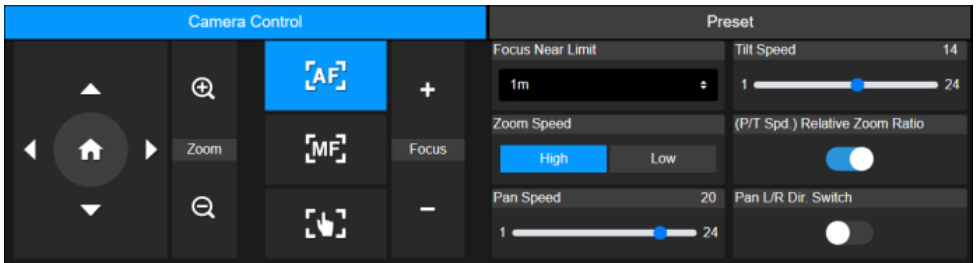 Camera Control
Preset
AF
Zoom
MF
Focus
Focus Near Limit
1m
Tilt Speed 14
1 24
Zoom Speed
High Low
(P/T Spd.) Relative Zoom Ratio
Pan Speed 20
1 24
Pan L/R Dir. Switch